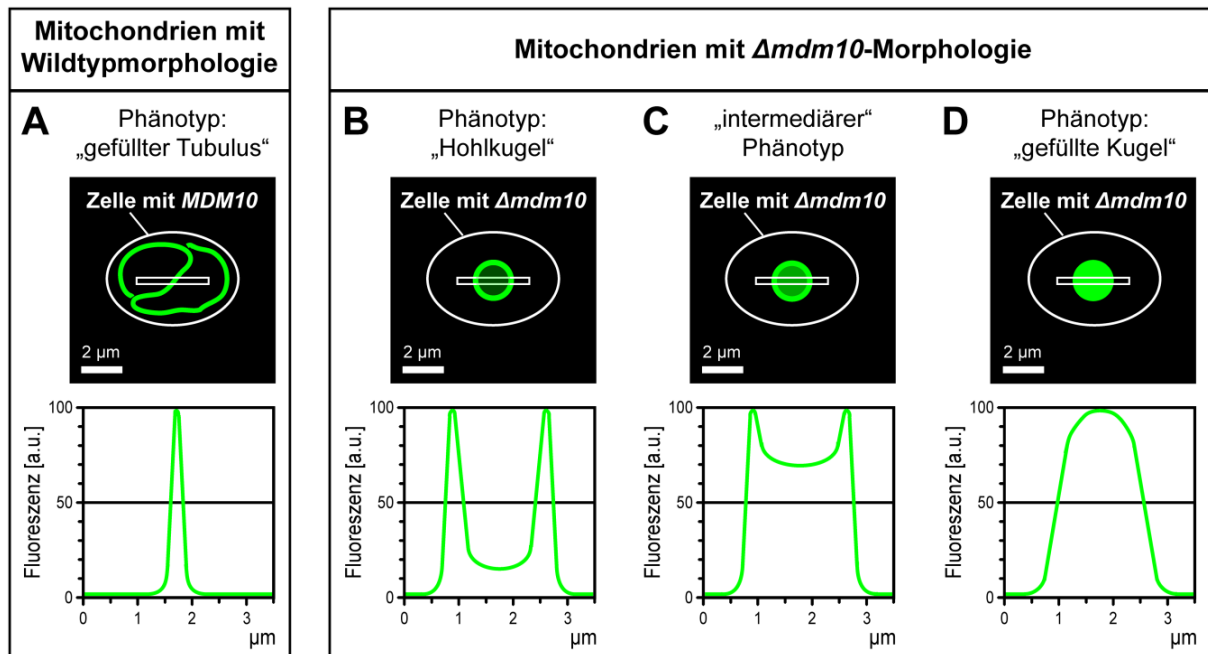 Mitochondrien mit
Wildtypmorphologie
Mitochondrien mit Δmdm10-Morphologie
A
Phänotyp:
„gefüllter Tubulus“
Zelle mit MDM10
2 µm
Fluoreszenz [a.u.]
100
50
0
0 1 2 3
µm
B
Phänotyp:
„Hohlkugel“
Zelle mit Δmdm10
2 µm
Fluoreszenz [a.u.]
100
50
0
0 1 2 3
µm
C
„intermediärer“
Phänotyp
Zelle mit Δmdm10
2 µm
Fluoreszenz [a.u.]
100
50
0
0 1 2 3
µm
D
Phänotyp:
„gefüllte Kugel“
Zelle mit Δmdm10
2 µm
Fluoreszenz [a.u.]
100
50
0
0 1 2 3
µm